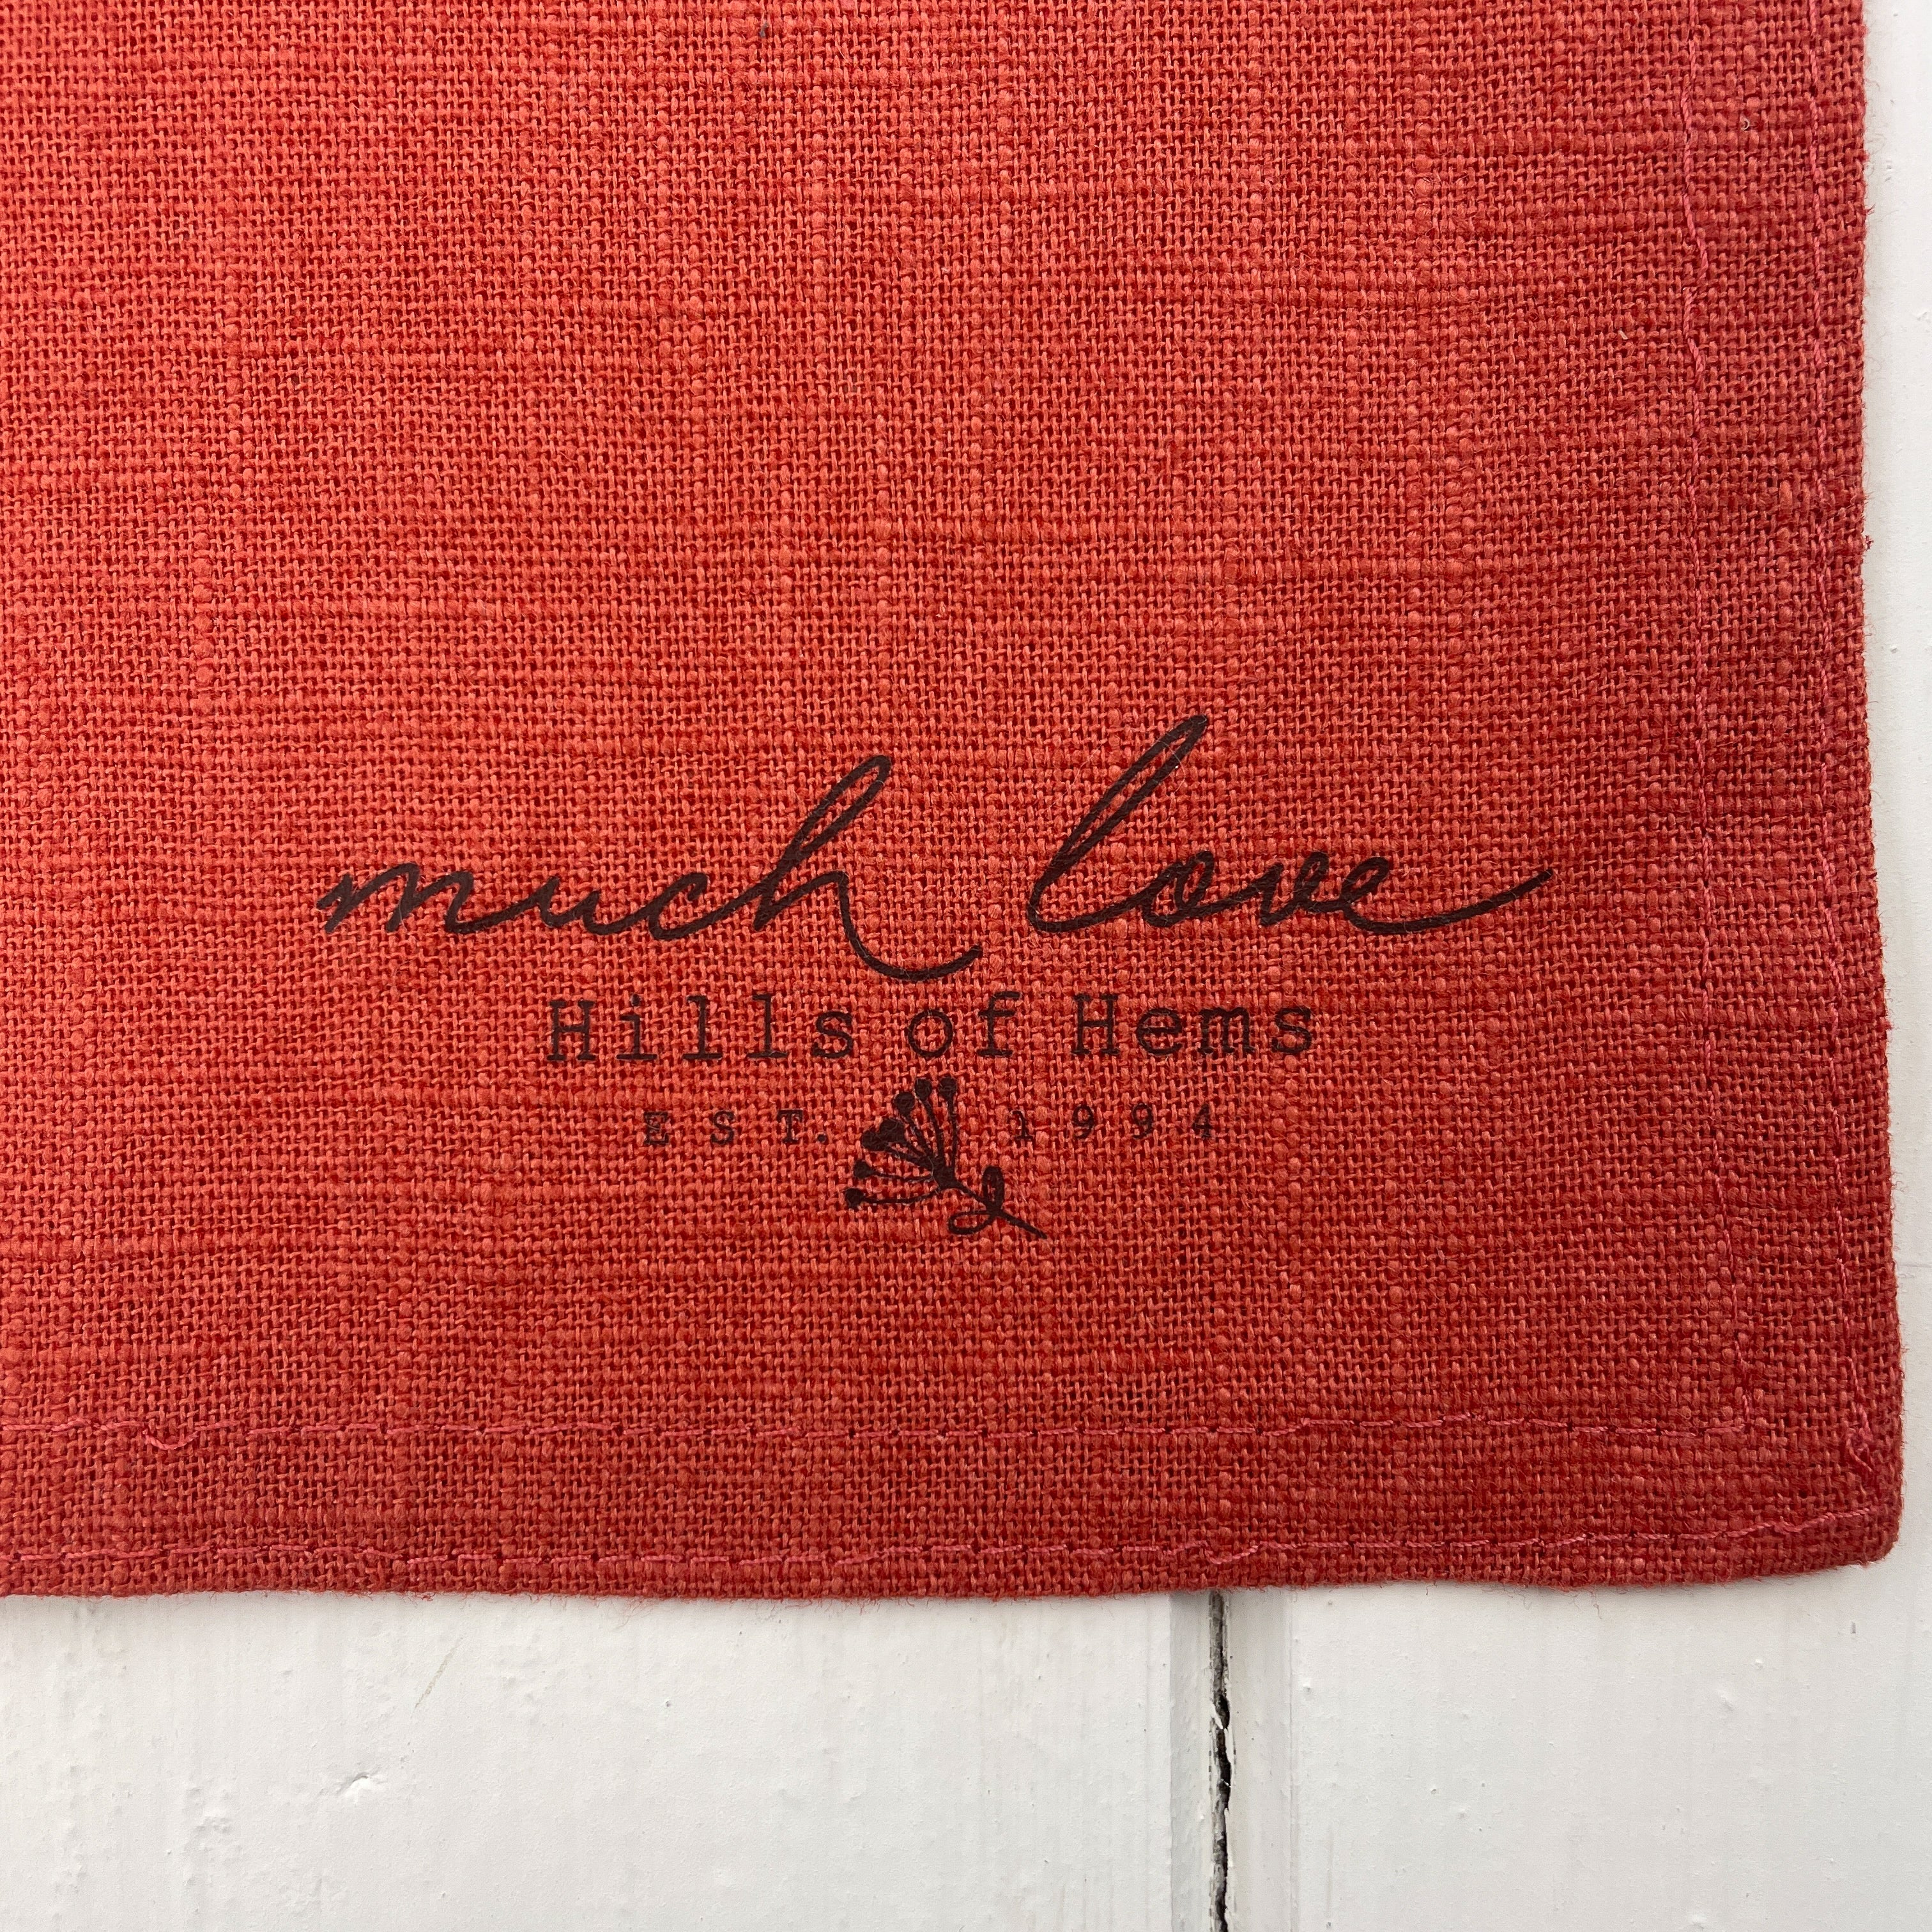 much love
Hills of Hems
EST. 1994